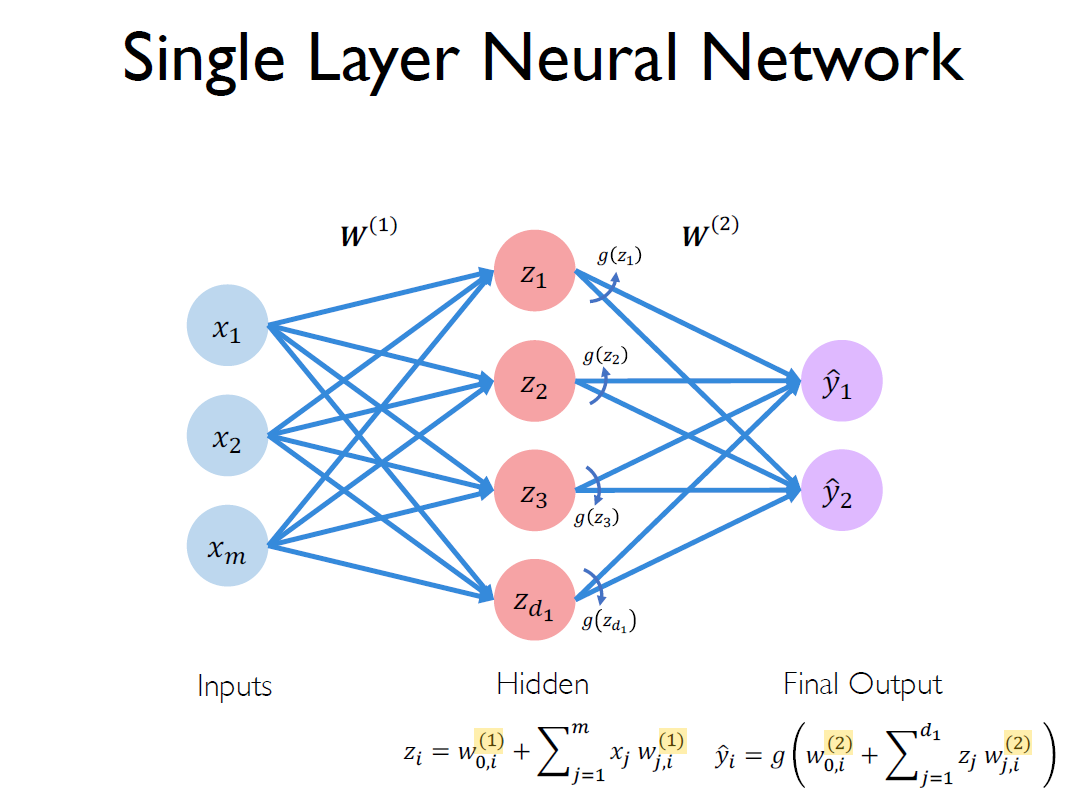 Single Layer Neural Network
W^(1)
W^(2)
x_1
x_2
x_m
z_1
z_2
z_3
z_{d_1}
g(z_1)
g(z_2)
g(z_3)
g(z_{d_1})
ŷ_1
ŷ_2
Inputs
Hidden
Final Output
z_i = w_{0,i}^{(1)} + ∑_{j=1}^{m} x_j w_{j,i}^{(1)}
ŷ_i = g ( w_{0,i}^{(2)} + ∑_{j=1}^{d_1} z_j w_{j,i}^{(2)} )